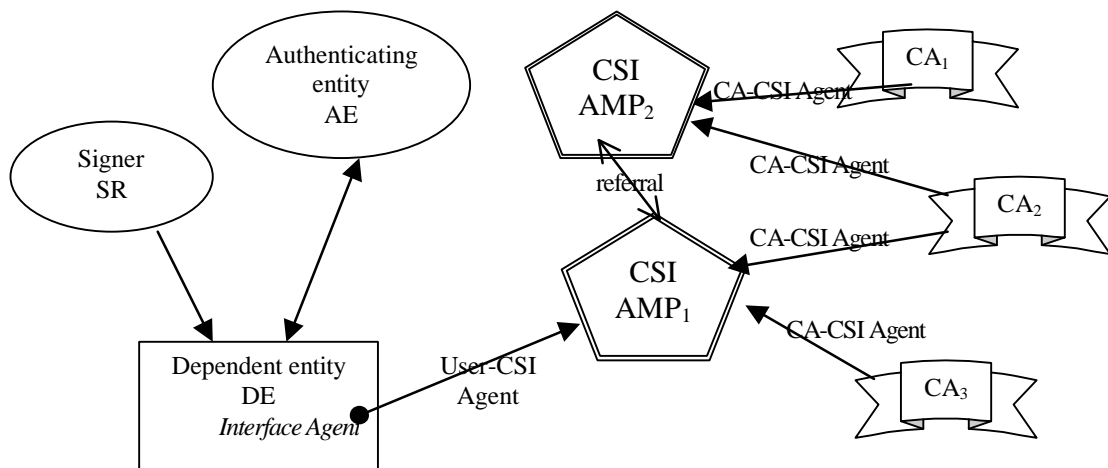 Authenticating
entity
AE
Signer
SR
CSI
AMP₂
CA-CSI Agent
CA₁
referral
CA-CSI Agent
CA₂
CA-CSI Agent
CSI
AMP₁
CA-CSI Agent
CA₃
Dependent entity
DE
Interface Agent
User-CSI
Agent